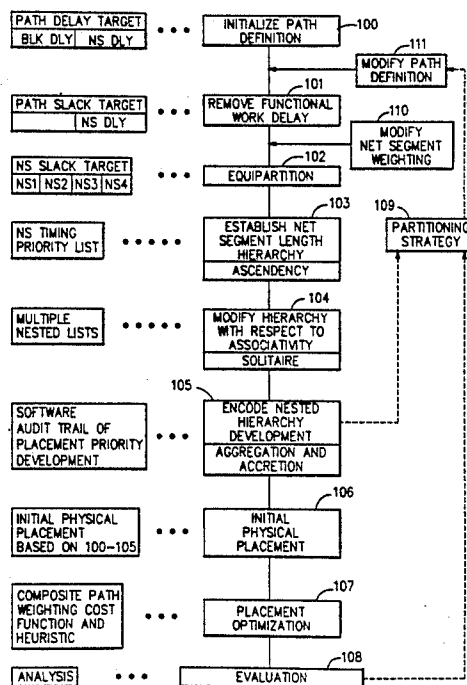 PATH DELAY TARGET
BLK DLY NS DLY
INITIALIZE PATH
DEFINITION
100
111
MODIFY PATH
DEFINITION
101
PATH SLACK TARGET
NS DLY
REMOVE FUNCTIONAL
WORK DELAY
110
MODIFY
NET SEGMENT
WEIGHTING
102
NS SLACK TARGET
NS1 NS2 NS3 NS4
EQUIPARTITION
103
109
NS TIMING
PRIORITY LIST
ESTABLISH NET
SEGMENT LENGTH
HIERARCHY
ASCENDENCY
PARTITIONING
STRATEGY
104
MULTIPLE
NESTED LISTS
MODIFY HIERARCHY
WITH RESPECT TO
ASSOCIATIVITY
SOLITAIRE
105
SOFTWARE
AUDIT TRAIL OF
PLACEMENT PRIORITY
DEVELOPMENT
ENCODE NESTED
HIERARCHY
DEVELOPMENT
AGGREGATION AND
ACCRETION
106
INITIAL PHYSICAL
PLACEMENT
BASED ON 100-105
INITIAL
PHYSICAL
PLACEMENT
107
COMPOSITE PATH
WEIGHTING COST
FUNCTION AND
HEURISTIC
PLACEMENT
OPTIMIZATION
108
ANALYSIS
EVALUATION